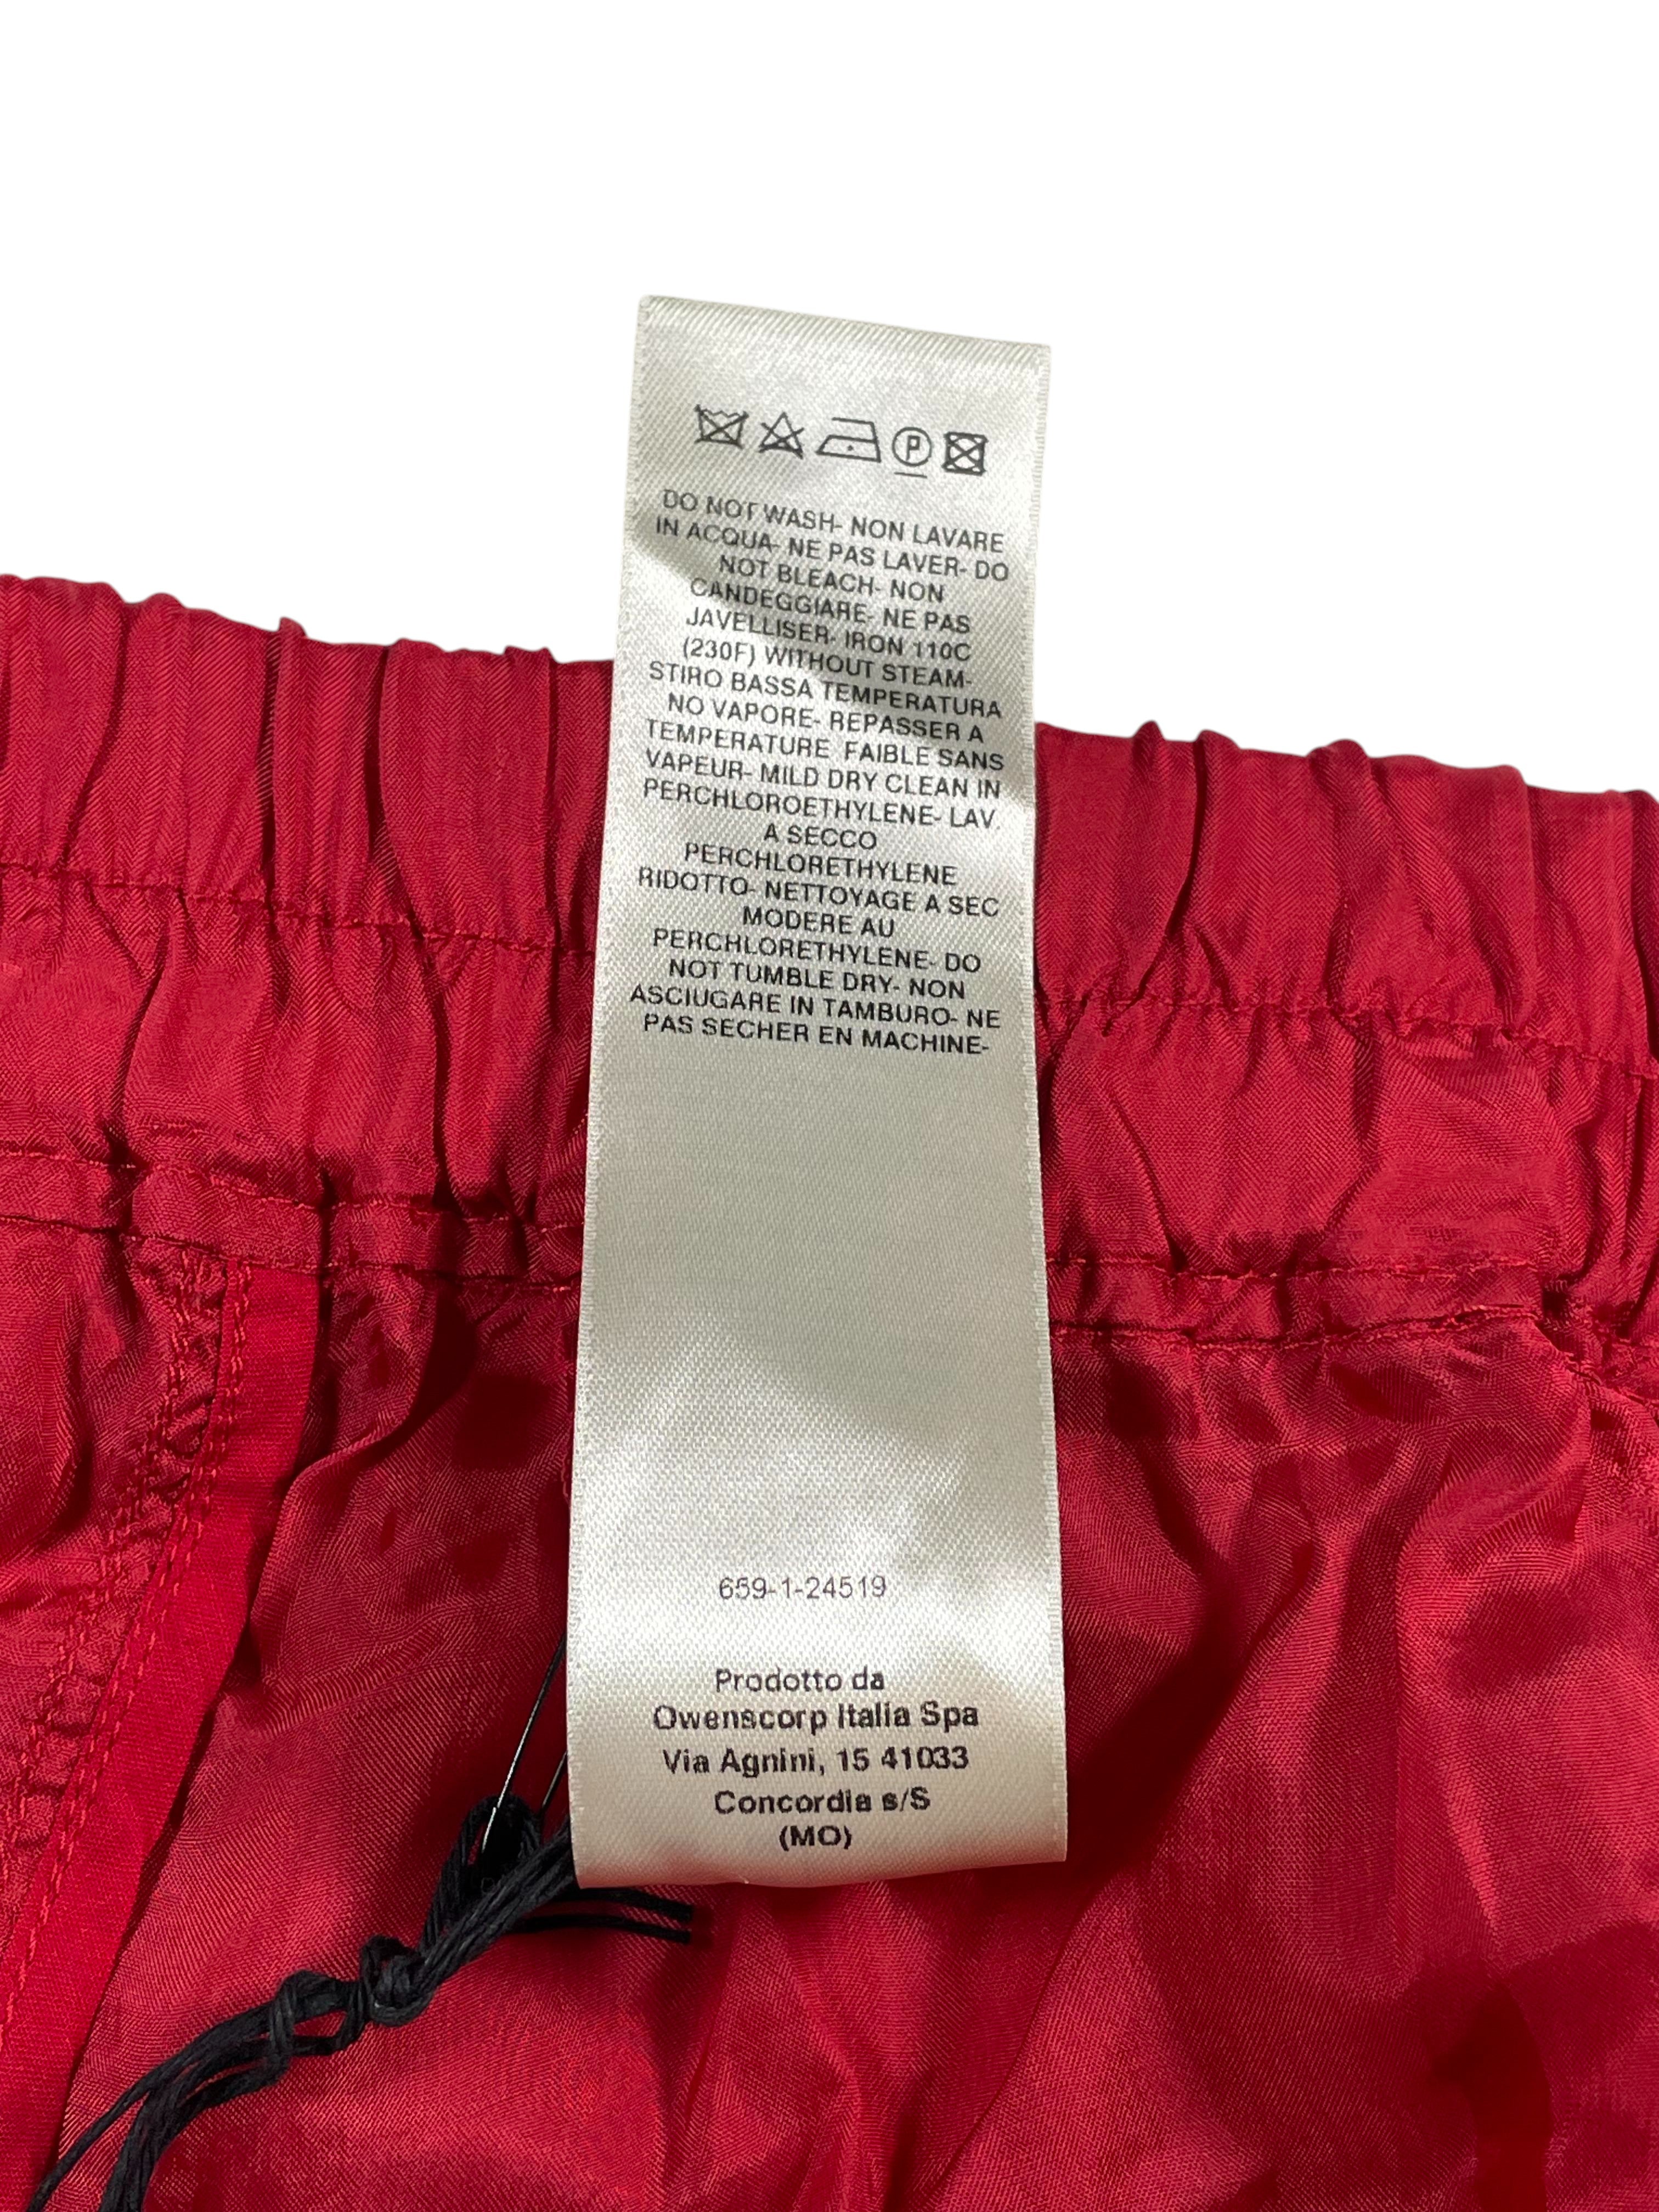 P
DO NOT WASH- NON LAVARE
IN ACQUA- NE PAS LAVER- DO
NOT BLEACH- NON
CANDEGGIARE- NE PAS
JAVELLISER- IRON 110C
(230F) WITHOUT STEAM-
STIRO BASSA TEMPERATURA
NO VAPORE- REPASSER A
TEMPERATURE FAIBLE SANS
VAPEUR- MILD DRY CLEAN IN
PERCHLOROETHYLENE- LAV.
A SECCO
PERCHLORETHYLENE
RIDOTTO- NETTOYAGE A SEC
MODERE AU
PERCHLORETHYLENE- DO
NOT TUMBLE DRY- NON
ASCIUGARE IN TAMBURO- NE
PAS SECHER EN MACHINE-
659-1-24519
Prodotto da
Owenscorp Italia Spa
Via Agnini, 15 41033
Concordia s/S
(MO)